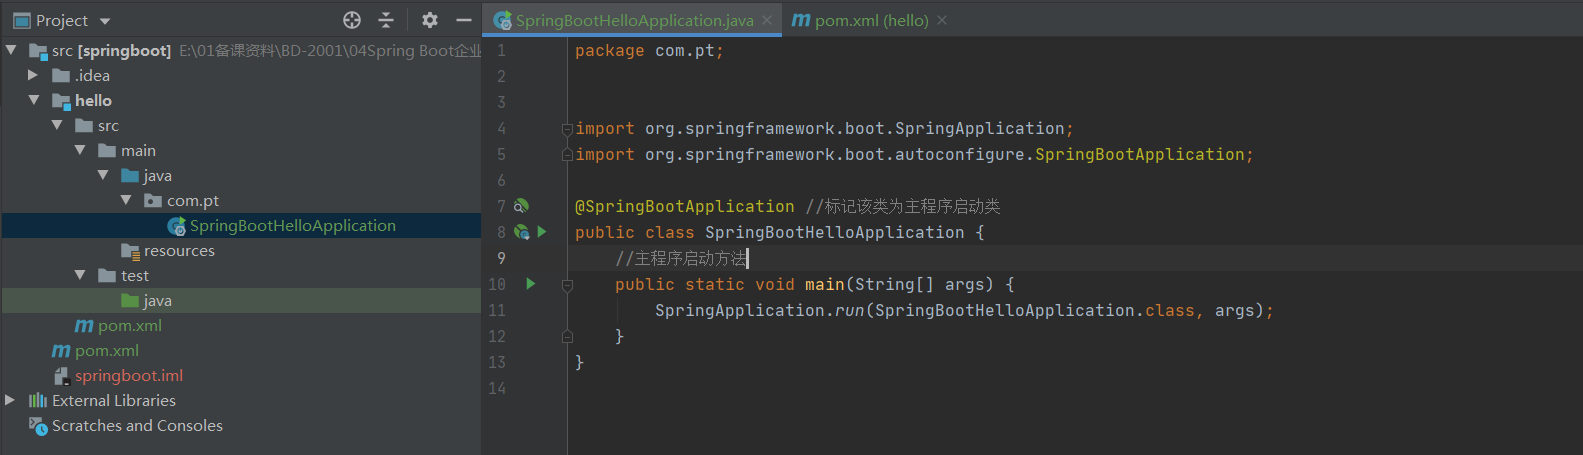 Project
src [springboot] E:\01备课资料\BD-2001\04Spring Boot企业
.idea
hello
src
main
java
com.pt
SpringBootHelloApplication
resources
test
java
pom.xml
pom.xml
springboot.iml
External Libraries
Scratches and Consoles
SpringBootHelloApplication.java
pom.xml (hello)
1 package com.pt;
2
3
4 import org.springframework.boot.SpringApplication;
5 import org.springframework.boot.autoconfigure.SpringBootApplication;
6
7 @SpringBootApplication //标记该类为主程序启动类
8 public class SpringBootHelloApplication {
9 //主程序启动方法
10 public static void main(String[] args) {
11 SpringApplication.run(SpringBootHelloApplication.class, args);
12 }
13 }
14